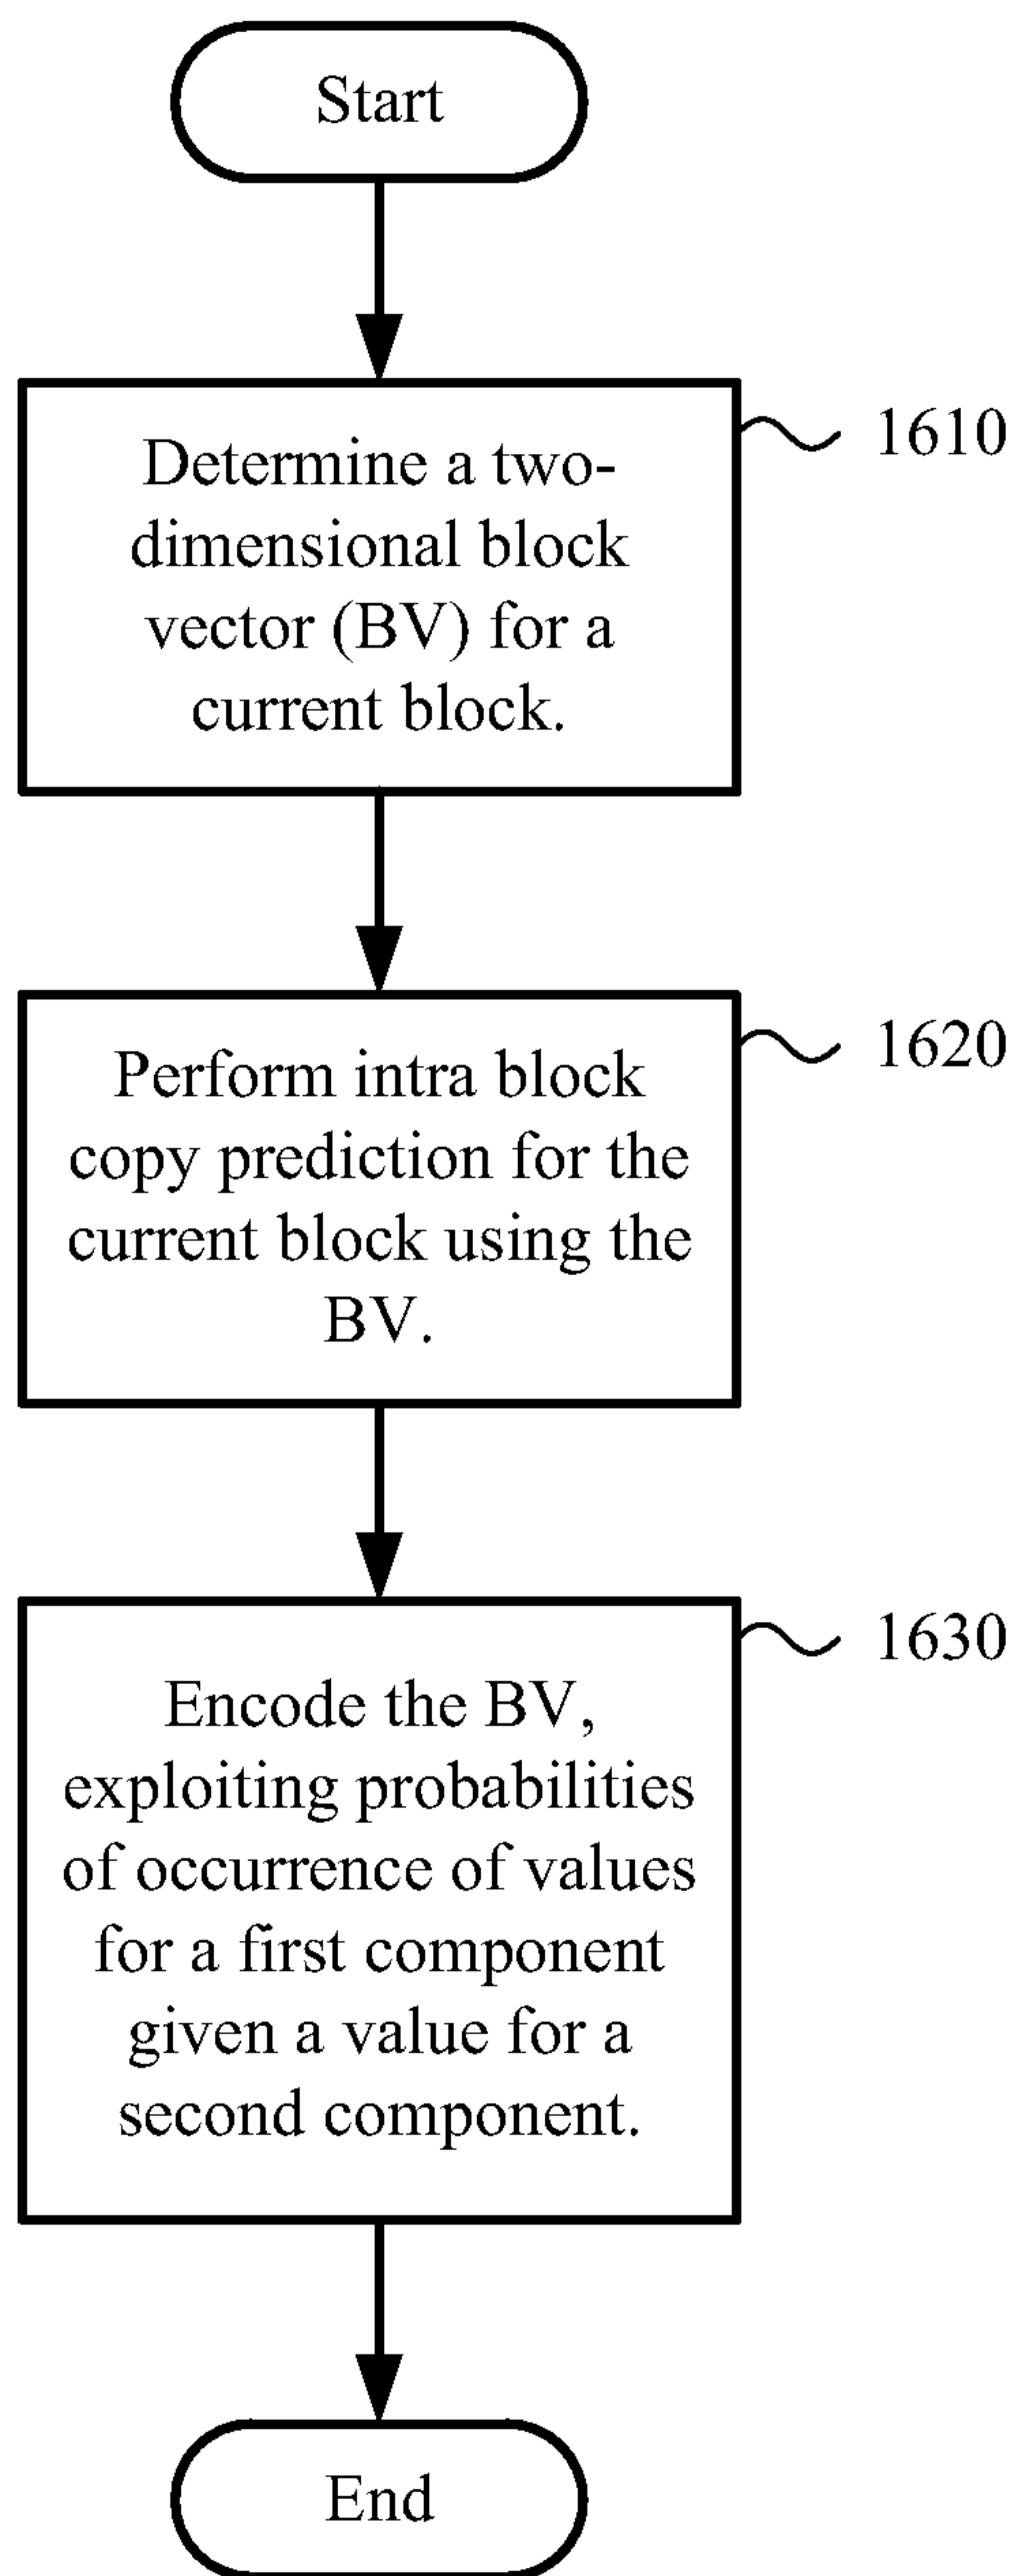 Start
Determine a two-
dimensional block
vector (BV) for a
current block.
1610
Perform intra block
copy prediction for the
current block using the
BV.
1620
Encode the BV,
exploiting probabilities
of occurrence of values
for a first component
given a value for a
second component.
1630
End